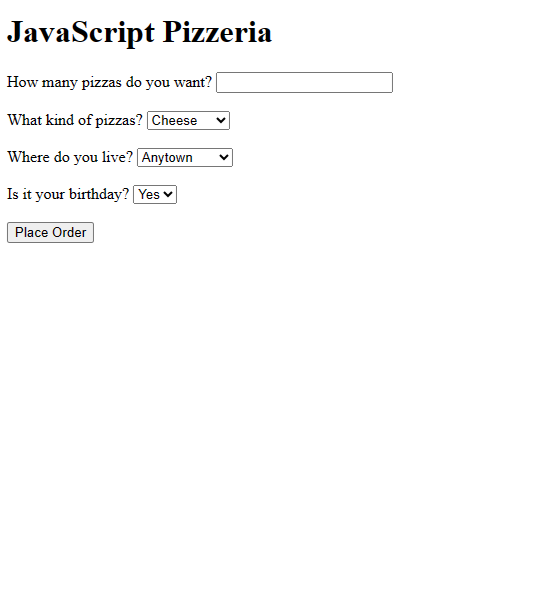 JavaScript Pizzeria
How many pizzas do you want?
What kind of pizzas? Cheese
Where do you live? Anytown
Is it your birthday? Yes
Place Order